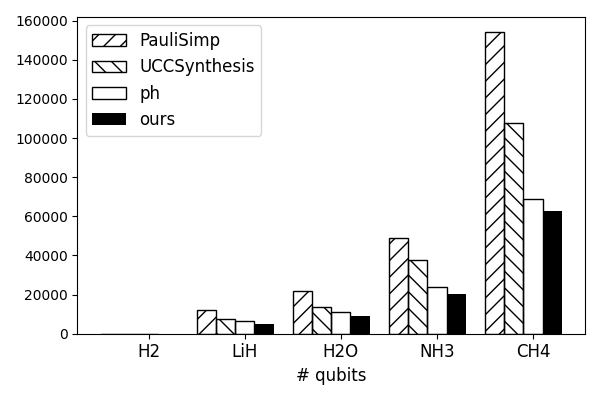 160000
140000
120000
100000
80000
60000
40000
20000
0
PauliSimp
UCCSynthesis
ph
ours
H2 LiH H2O NH3 CH4
# qubits